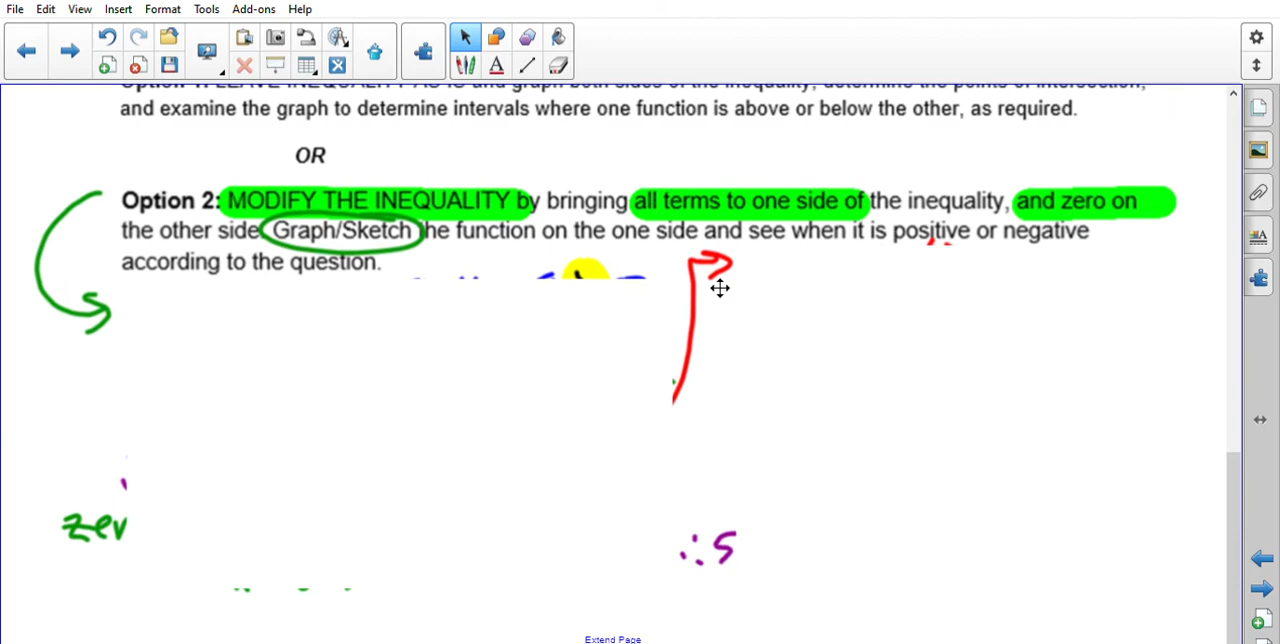 File Edit View Insert Format Tools Add-ons Help
and examine the graph to determine intervals where one function is above or below the other, as required.
OR
Option 2: MODIFY THE INEQUALITY by bringing all terms to one side of the inequality, and zero on
the other side Graph/Sketch he function on the one side and see when it is positive or negative
according to the question.
zer
∴ S
Extend Page